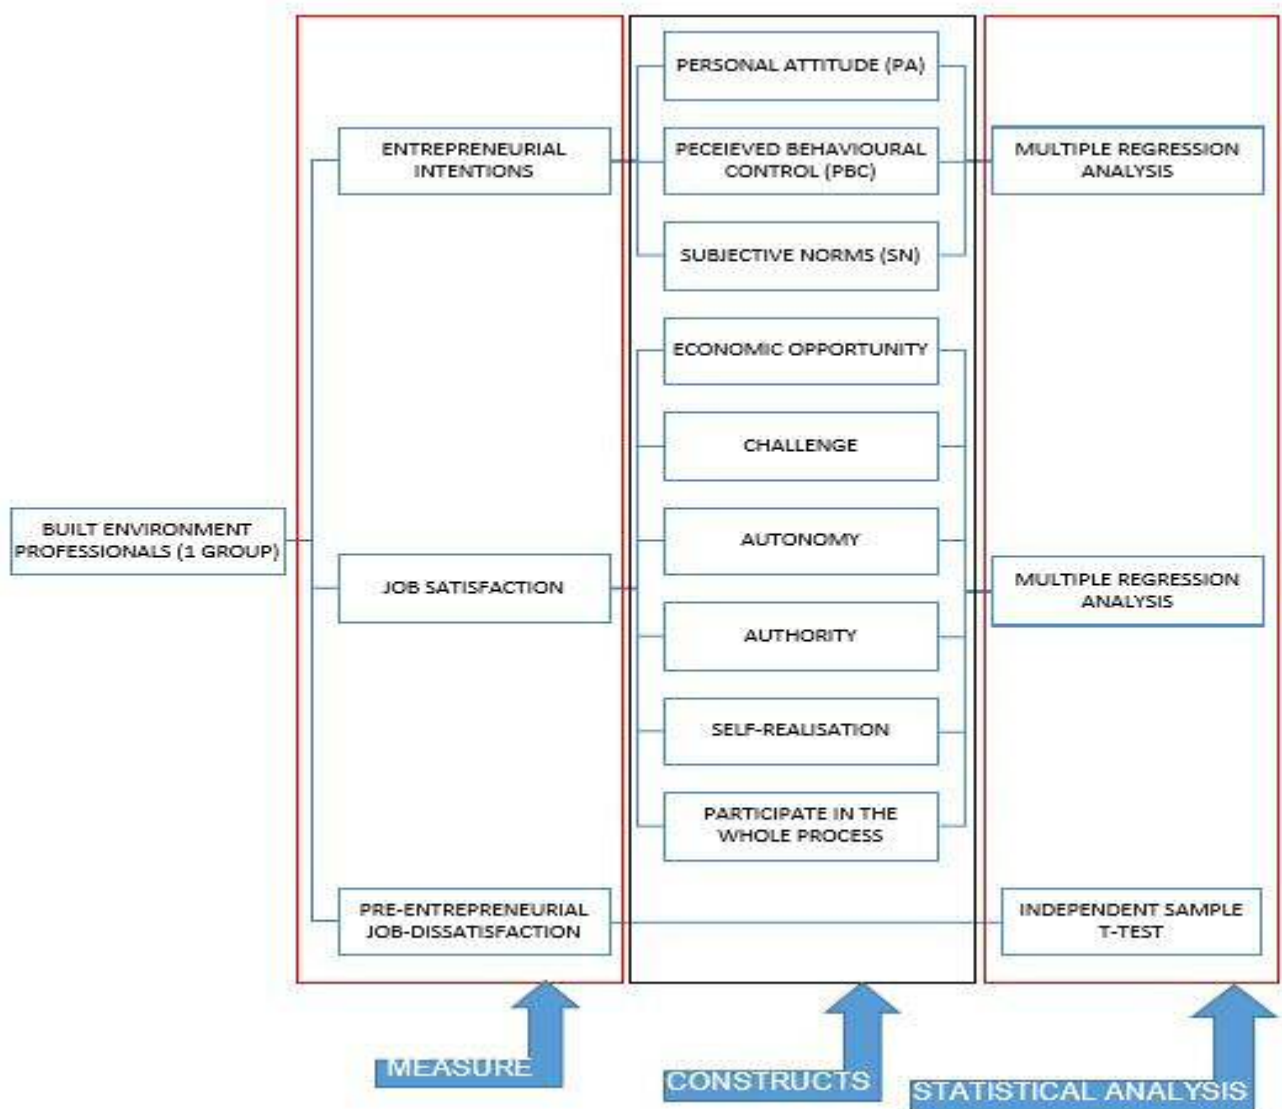 BUILT ENVIRONMENT
PROFESSIONALS (1 GROUP)
ENTREPRENEURIAL
INTENTIONS
JOB SATISFACTION
PRE-ENTREPRENEURIAL
JOB-DISSATISFACTION
PERSONAL ATTITUDE (PA)
PECEIEVED BEHAVIOURAL
CONTROL (PBC)
SUBJECTIVE NORMS (SN)
ECONOMIC OPPORTUNITY
CHALLENGE
AUTONOMY
AUTHORITY
SELF-REALISATION
PARTICIPATE IN THE
WHOLE PROCESS
MULTIPLE REGRESSION
ANALYSIS
MULTIPLE REGRESSION
ANALYSIS
INDEPENDENT SAMPLE
T-TEST
MEASURE
CONSTRUCTS
STATISTICAL ANALYSIS